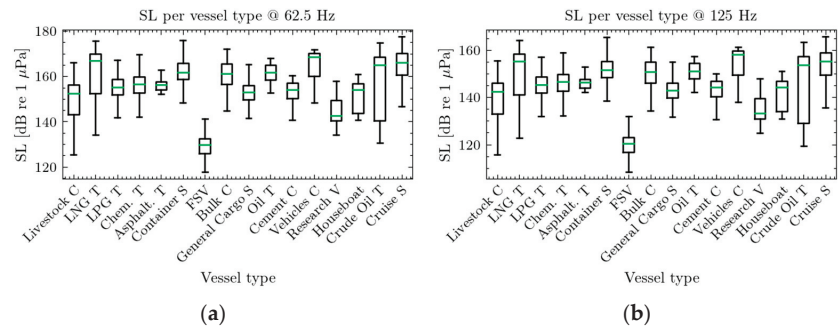 SL per vessel type @ 62.5 Hz
180
160
140
120
SL [dB re 1 μPa]
Livestock C
LNG T
LPG T
Chem. T
Asphalt. T
Container S
FSV
Bulk C
General Cargo S
Oil T
Cement C
Vehicles C
Research V
Houseboat
Crude Oil T
Cruise S
Vessel type
(a)
SL per vessel type @ 125 Hz
160
140
120
SL [dB re 1 μPa]
Livestock C
LNG T
LPG T
Chem. T
Asphalt. T
Container S
FSV
Bulk C
General Cargo S
Oil T
Cement C
Vehicles C
Research V
Houseboat
Crude Oil T
Cruise S
Vessel type
(b)